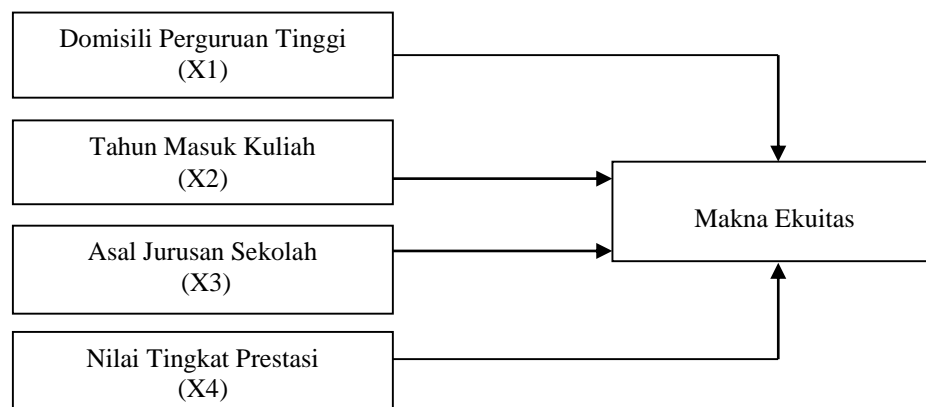 Domisili Perguruan Tinggi
(X1)
Tahun Masuk Kuliah
(X2)
Asal Jurusan Sekolah
(X3)
Nilai Tingkat Prestasi
(X4)
Makna Ekuitas